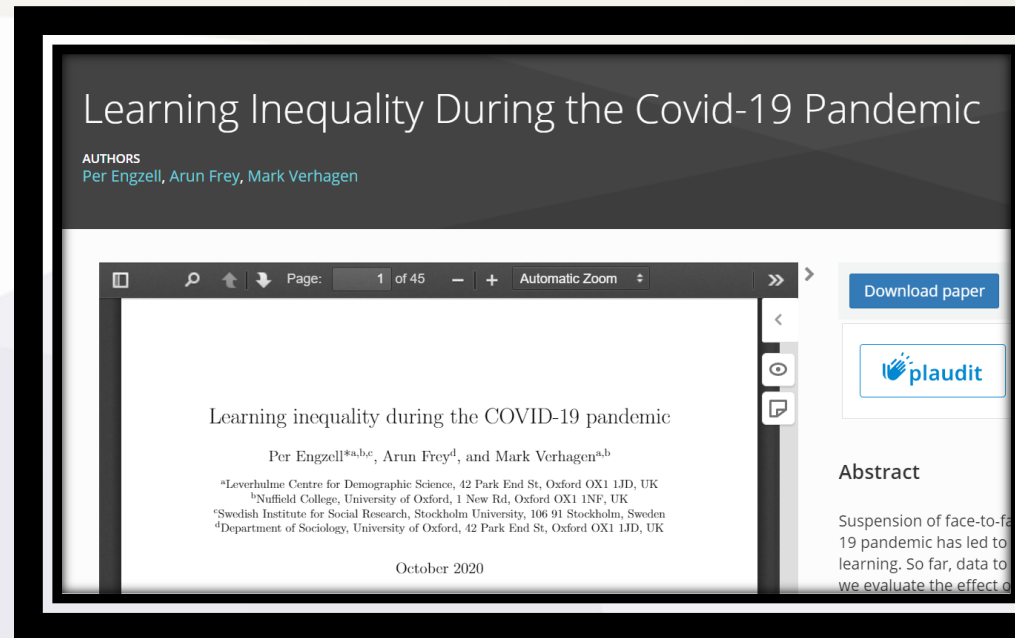 Learning Inequality During the Covid-19 Pandemic
AUTHORS
Per Engzell, Arun Frey, Mark Verhagen
Page: 1 of 45 Automatic Zoom
Download paper
plaudit
Learning inequality during the COVID-19 pandemic
Per Engzell*a,b,c, Arun Freyd, and Mark Verhagena,b
aLeverhulme Centre for Demographic Science, 42 Park End St, Oxford OX1 1JD, UK
bNuffield College, University of Oxford, 1 New Rd, Oxford OX1 1NF, UK
cSwedish Institute for Social Research, Stockholm University, 106 91 Stockholm, Sweden
dDepartment of Sociology, University of Oxford, 42 Park End St, Oxford OX1 1JD, UK
October 2020
Abstract
Suspension of face-to-fa
19 pandemic has led to
learning. So far, data to
we evaluate the effect o